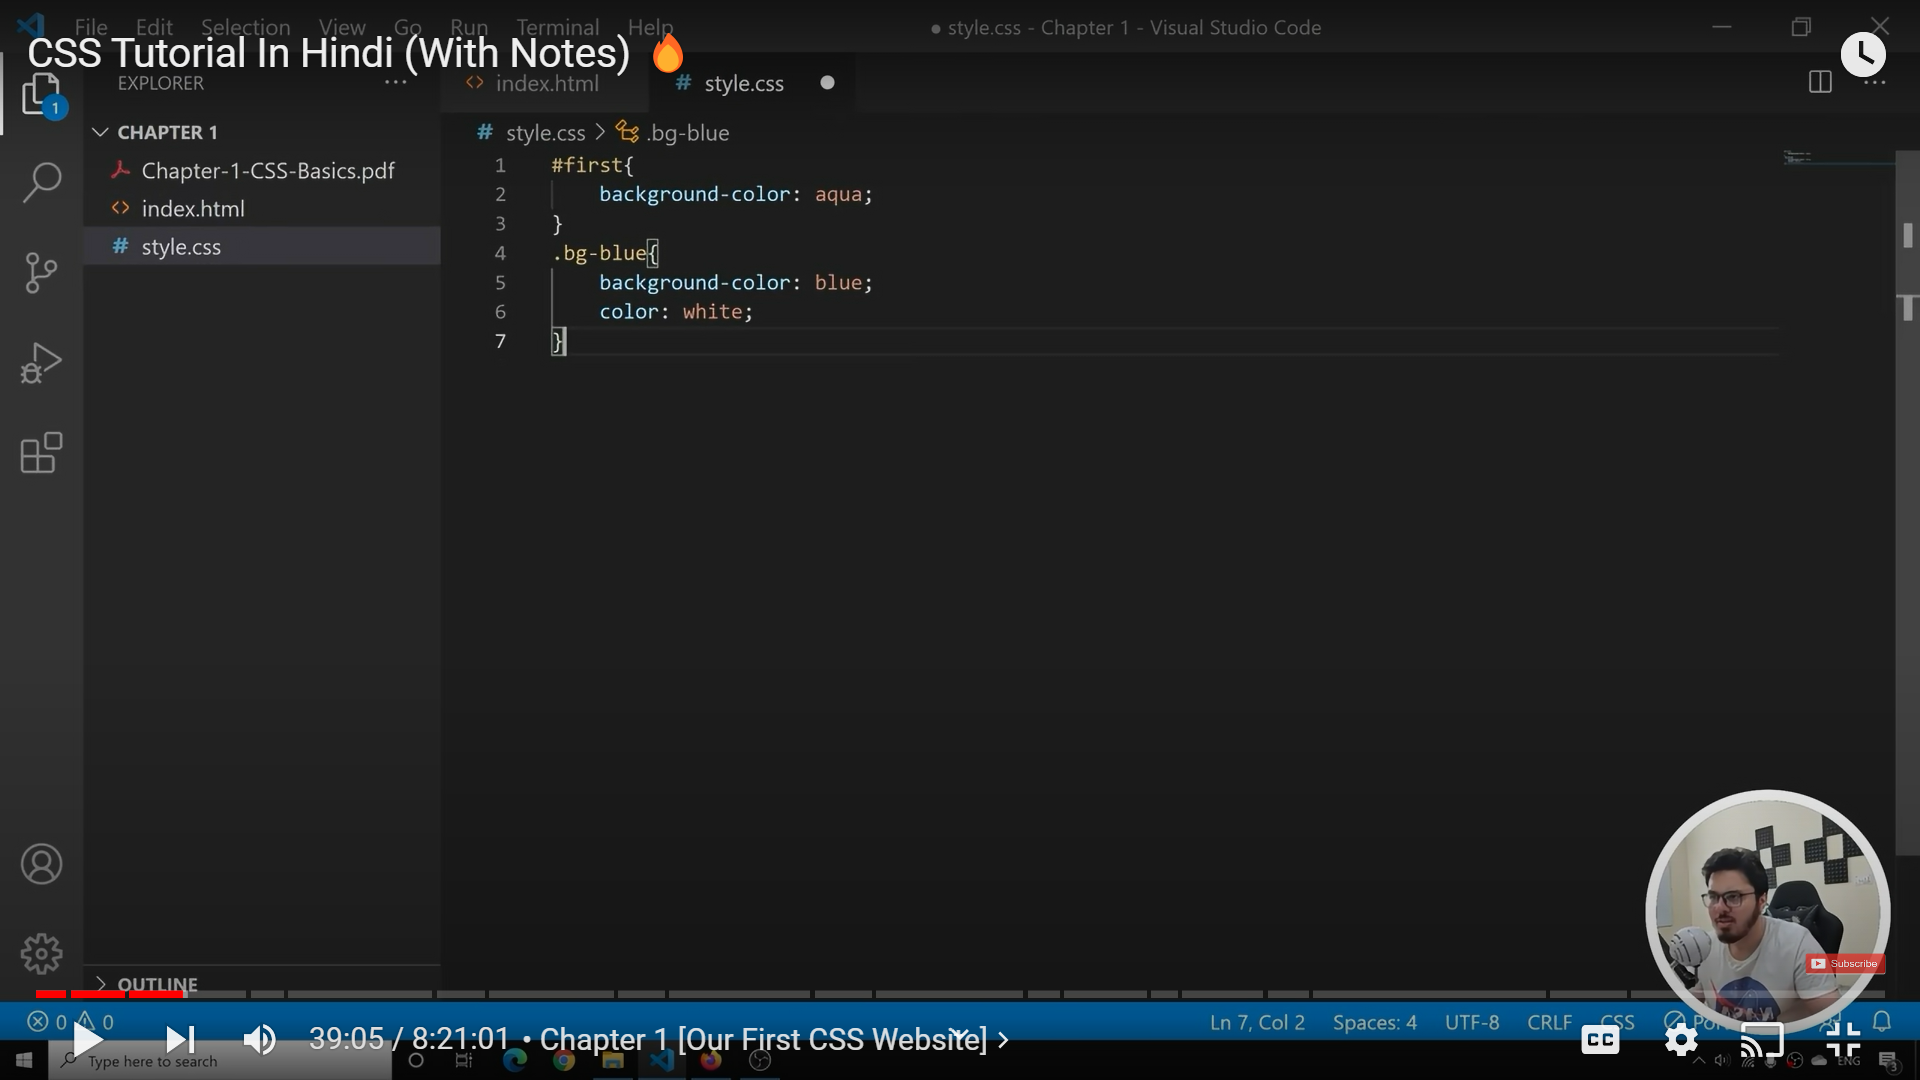 File Edit Selection View Go Run Terminal Help
● style.css - Chapter 1 - Visual Studio Code
CSS Tutorial In Hindi (With Notes) 🔥
EXPLORER
index.html
# style.css
1
CHAPTER 1
# style.css > .bg-blue
Chapter-1-CSS-Basics.pdf
index.html
# style.css
1 #first{
2 background-color: aqua;
3 }
4 .bg-blue{
5 background-color: blue;
6 color: white;
7 }
OUTLINE
Subscribe
0 0
Ln 7, Col 2 Spaces: 4 UTF-8 CRLF CSS
39:05 / 8:21:01 • Chapter 1 [Our First CSS Website] >
CC
Type here to search
ENG
3